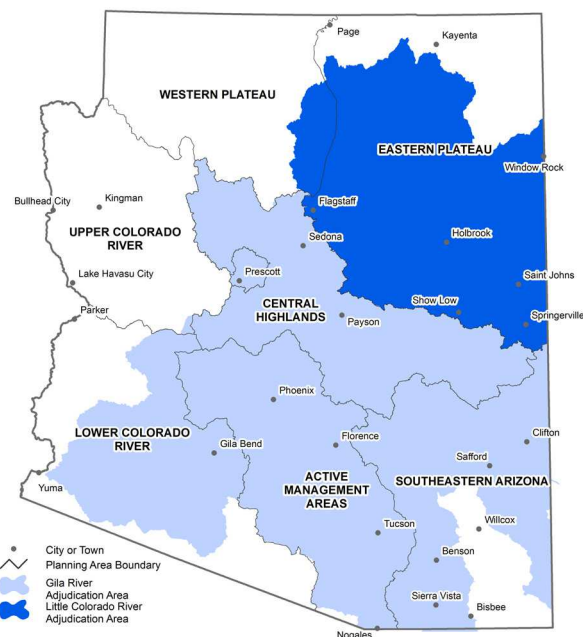 Page
Kayenta
WESTERN PLATEAU
EASTERN PLATEAU
Window Rock
Bullhead City
Kingman
Flagstaff
UPPER COLORADO
RIVER
Holbrook
Sedona
Lake Havasu City
Prescott
Saint Johns
CENTRAL
HIGHLANDS
Show Low
Parker
Payson
Springerville
Phoenix
LOWER COLORADO
RIVER
Gila Bend
Florence
Clifton
Safford
ACTIVE
MANAGEMENT
AREAS
SOUTHEASTERN ARIZONA
Yuma
Tucson
Willcox
Benson
Sierra Vista
Bisbee
Nogales
City or Town
Planning Area Boundary
Gila River
Adjudication Area
Little Colorado River
Adjudication Area